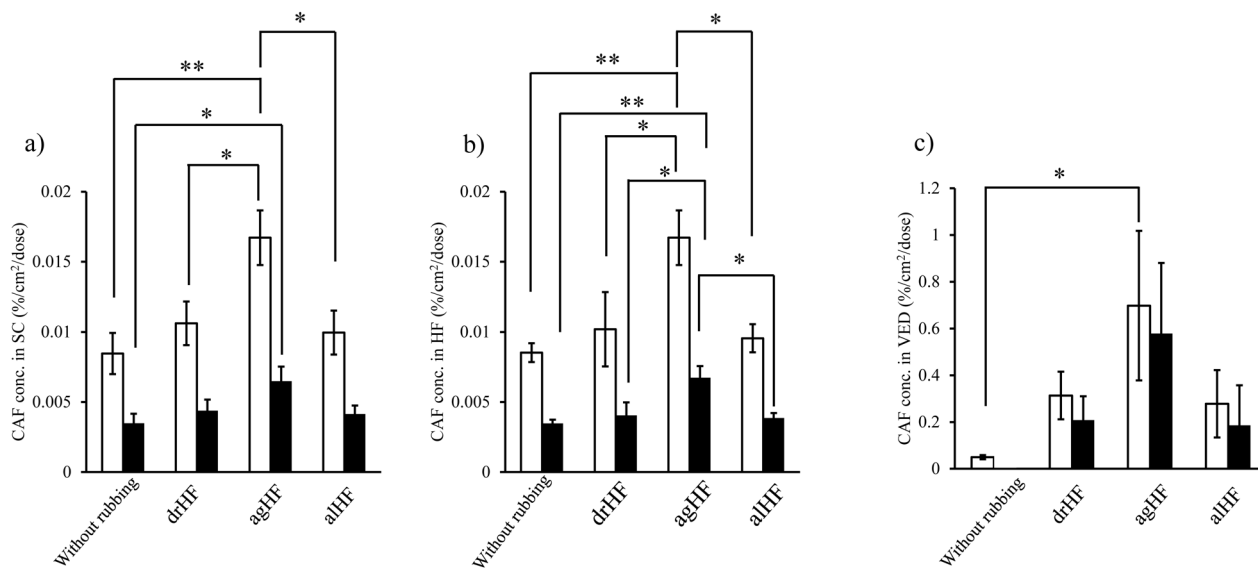 a)
**
*
*
*
CAF conc. in SC (%/cm²/dose)
0.02
0.015
0.01
0.005
0
Without rubbing
drHF
agHF
alHF
b)
**
**
*
*
*
*
CAF conc. in HF (%/cm²/dose)
0.02
0.015
0.01
0.005
0
Without rubbing
drHF
agHF
alHF
c)
*
CAF conc. in VED (%/cm²/dose)
1.2
1
0.8
0.6
0.4
0.2
0
Without rubbing
drHF
agHF
alHF